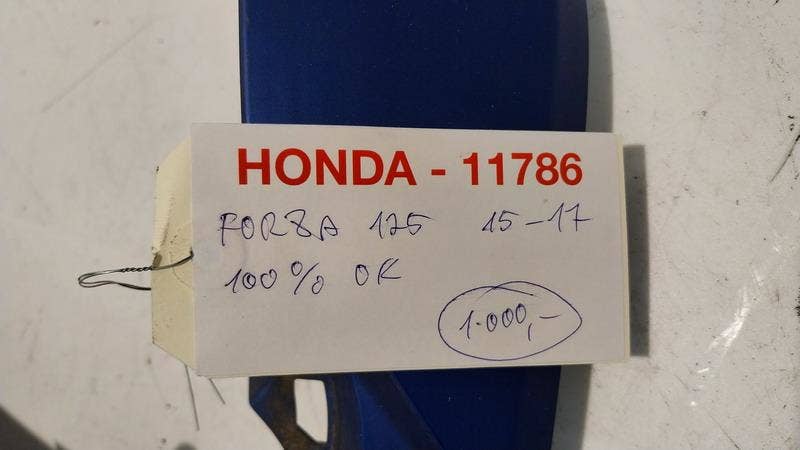 HONDA - 11786
FORZA 125 15-17
100% OK
1.000,-